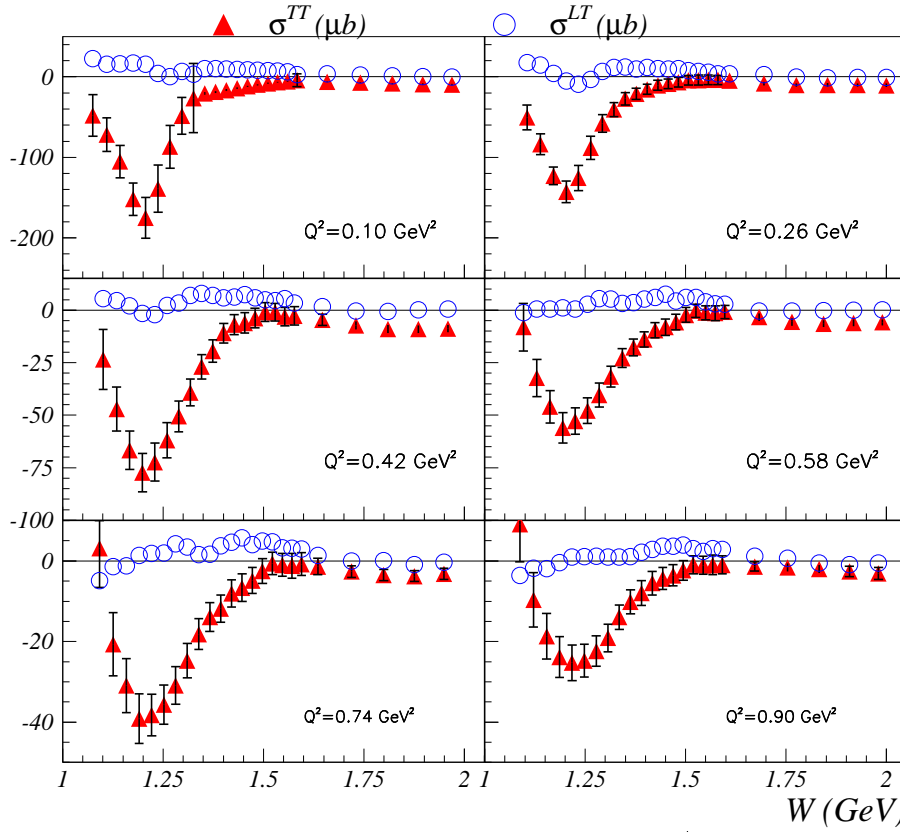 σ^TT (μb) σ^LT (μb)
0
-100
-200
Q²=0.10 GeV²
Q²=0.26 GeV²
0
-25
-50
-75
-100
Q²=0.42 GeV²
Q²=0.58 GeV²
0
-20
-40
Q²=0.74 GeV²
Q²=0.90 GeV²
1 1.25 1.5 1.75 2 1 1.25 1.5 1.75 2
W (GeV)